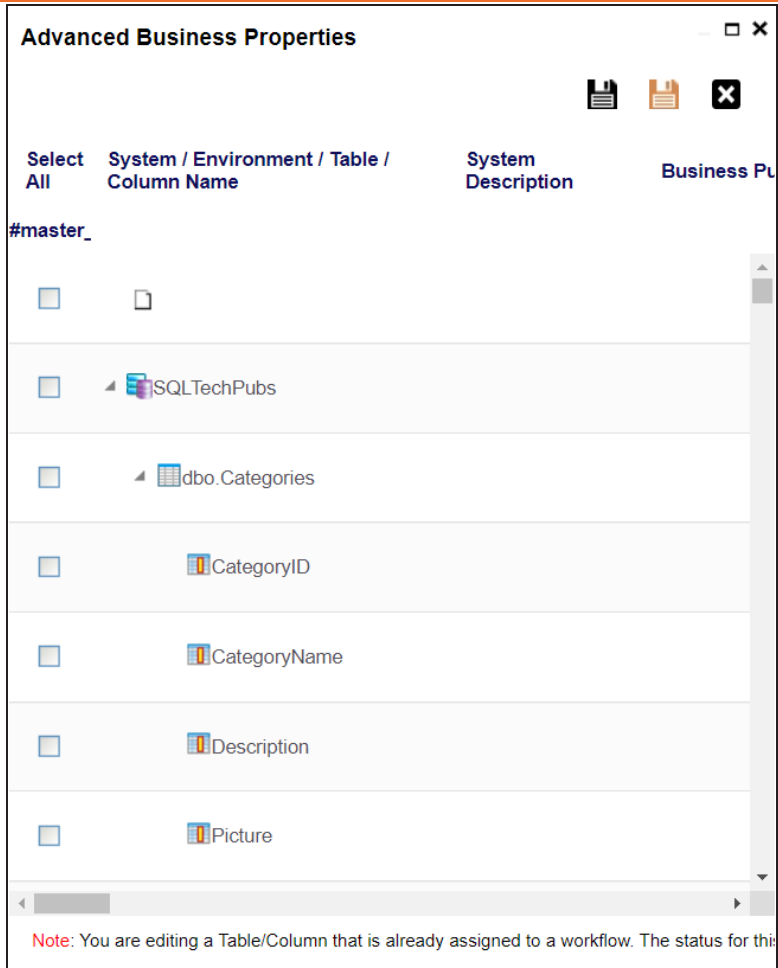 Advanced Business Properties
Select All
System / Environment / Table / Column Name
System Description
Business Pu
#master_
SQLTechPubs
dbo.Categories
CategoryID
CategoryName
Description
Picture
Note: You are editing a Table/Column that is already assigned to a workflow. The status for this